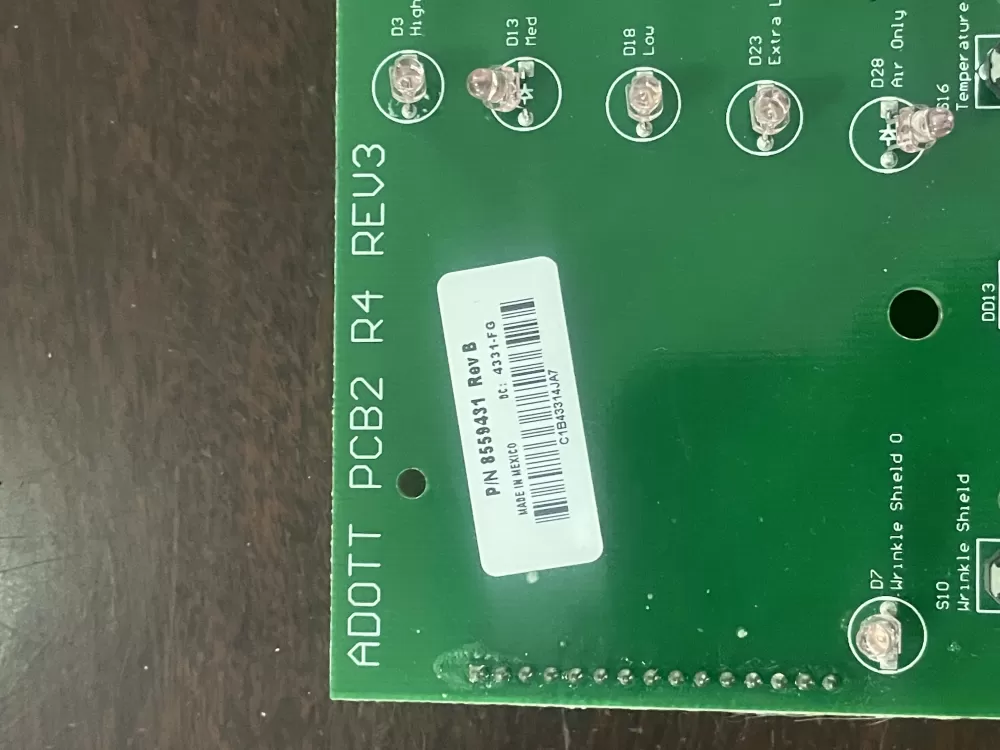 D3
High
D13
Med
D18
Low
D23
Extra L
D28
Air Only
S16
Temperature
ADOTT PCB2 R4 REV3
P/N 8559431 Rev B
DC: 4331-FG
MADE IN MEXICO
C1B43314JA7
DD13
D7
Wrinkle Shield O
S10
Wrinkle Shield